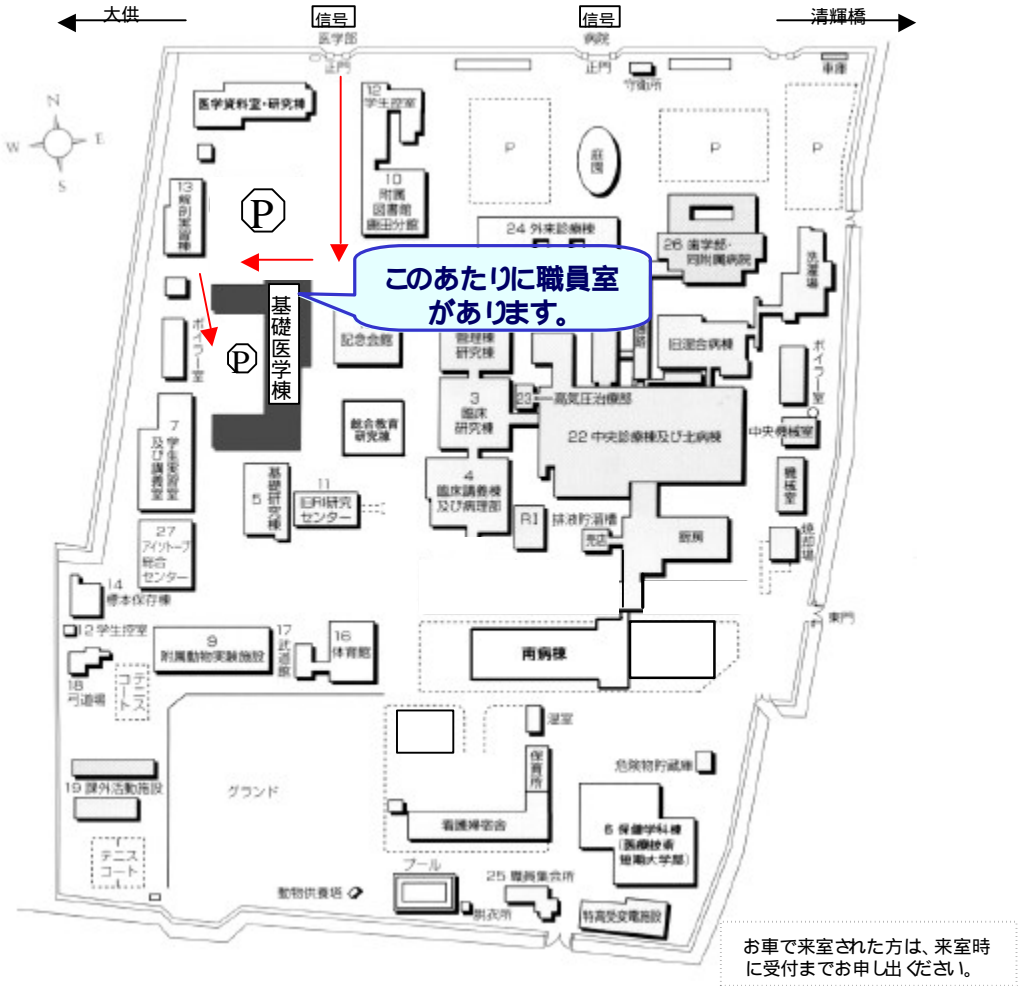 大供
信号
信号
清輝橋
医学部
正門
病院
正門
守衛所
車庫
医学資料室・研究棟
12
学生控室
N
W
E
S
P
P
P
庭園
13
解剖実習棟
P
10
附属
図書館
鹿田分館
24 外来診療棟
26 歯学部・
同附属病院
洗濯場
このあたりに職員室
があります。
基礎医学棟
ボイラー室
P
記念会館
管理棟
研究棟
旧混合病棟
ボイラー室
3
臨床
研究棟
23
高気圧治療部
22 中央診療棟及び北病棟
中央機械室
機械室
7
学生実習室
及び講義室
総合教育
研究棟
5
基礎研究棟
11
旧RI研究
センター
4
臨床講義棟
及び病理部
RI
排液貯溜槽
売店
厨房
焼却場
27
アイソトープ
総合
センター
14
標本保存棟
12 学生控室
9
附属動物実験施設
17
武道館
16
体育館
南病棟
東門
18
弓道場
テニス
コート
温室
保育所
危険物貯蔵庫
19 課外活動施設
グランド
看護婦宿舎
6 保健学科棟
(医療技術
短期大学部)
テニス
コート
プール
動物供養塔
脱衣所
25 職員集会所
特高受変電施設
お車で来室された方は、来室時
に受付までお申し出ください。